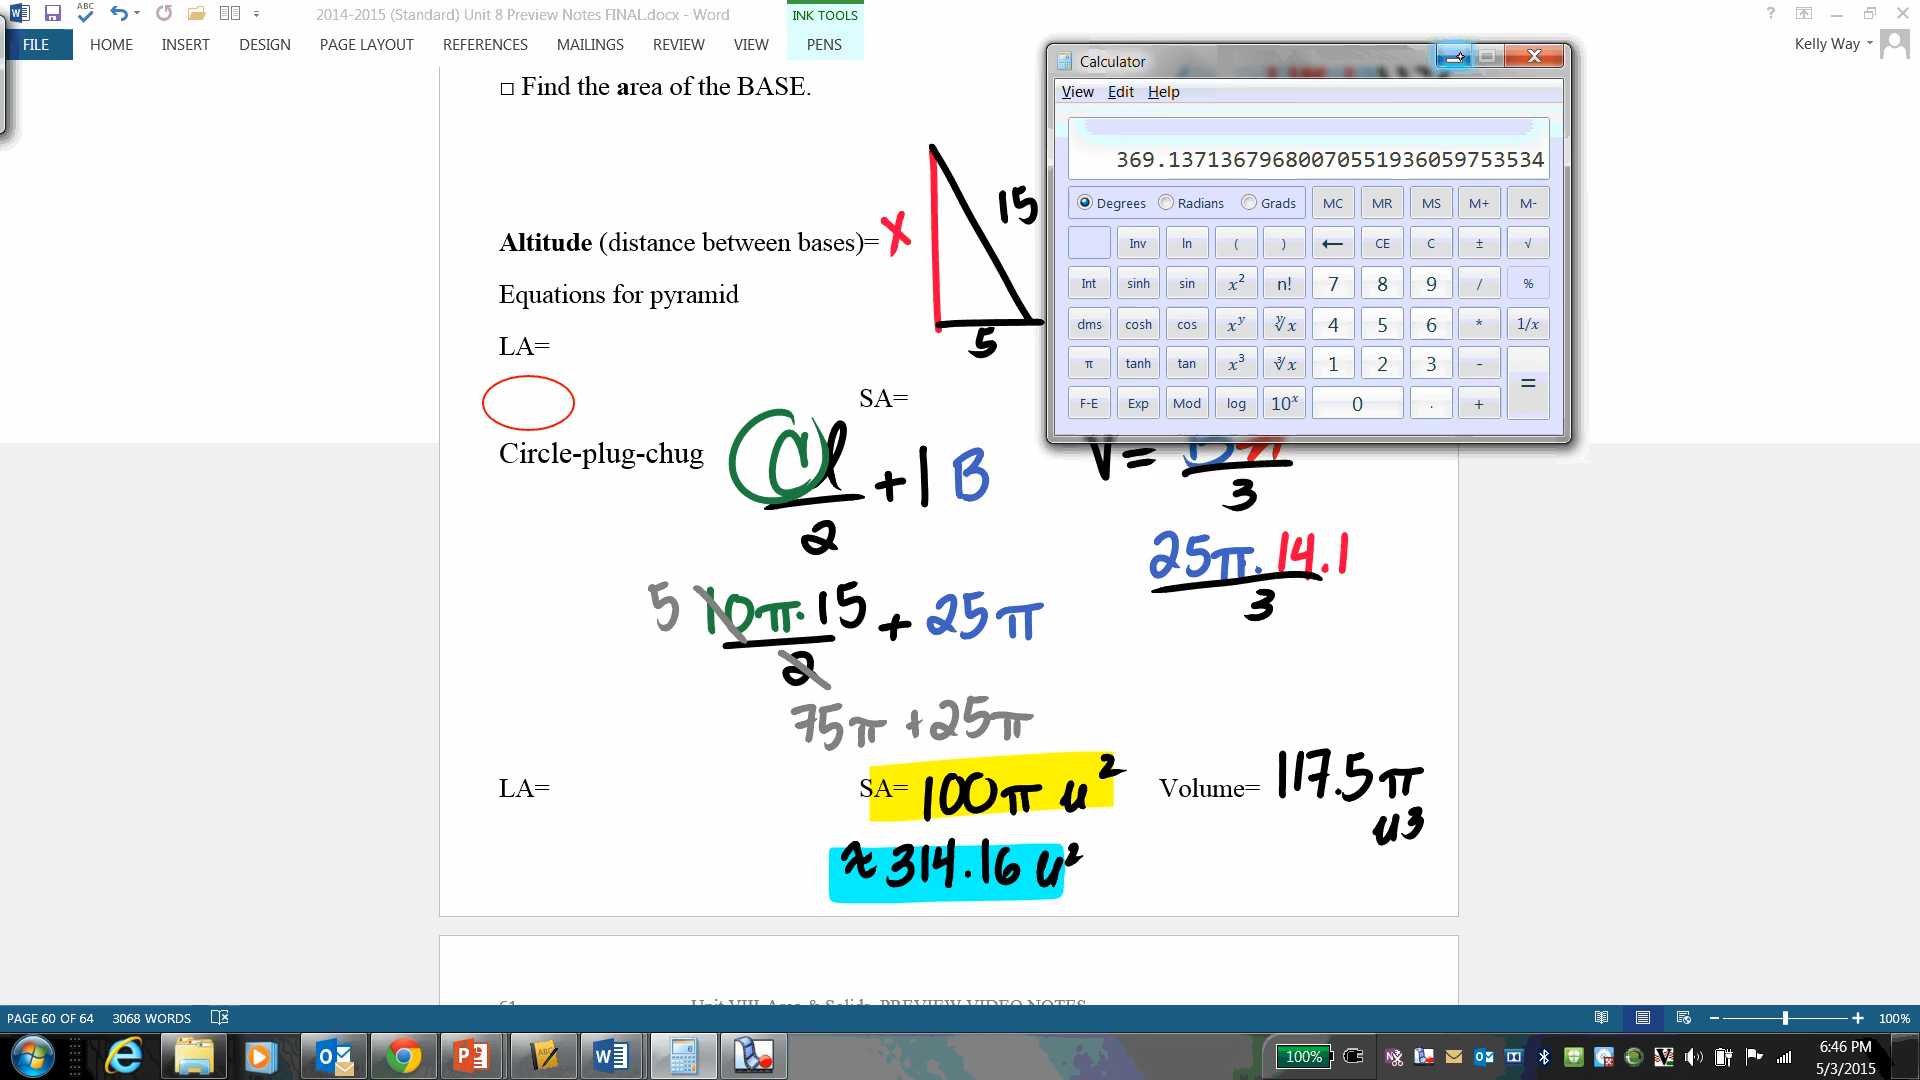 2014-2015 (Standard) Unit 8 Preview Notes FINAL.docx - Word
INK TOOLS
FILE HOME INSERT DESIGN PAGE LAYOUT REFERENCES MAILINGS REVIEW VIEW PENS
Kelly Way
□ Find the area of the BASE.
Calculator
View Edit Help
369.13713679680070551936059753534
Degrees Radians Grads MC MR MS M+ M-
Inv ln ( ) ← CE C ± √
Int sinh sin x² n! 7 8 9 / %
dms cosh cos xʸ ʸ√x 4 5 6 * 1/x
π tanh tan x³ ³√x 1 2 3 - =
F-E Exp Mod log 10ˣ 0 . +
15
Altitude (distance between bases)= x
Equations for pyramid
5
LA=
SA=
Circle-plug-chug
Cl/2 + 1B
V= /3
25π·14.1/3
5 10π·15/2 + 25π
75π + 25π
LA= SA= 100π u² Volume= 117.5π u3
≈ 314.16 u²
PAGE 60 OF 64 3068 WORDS 100%
100% 6:46 PM
5/3/2015